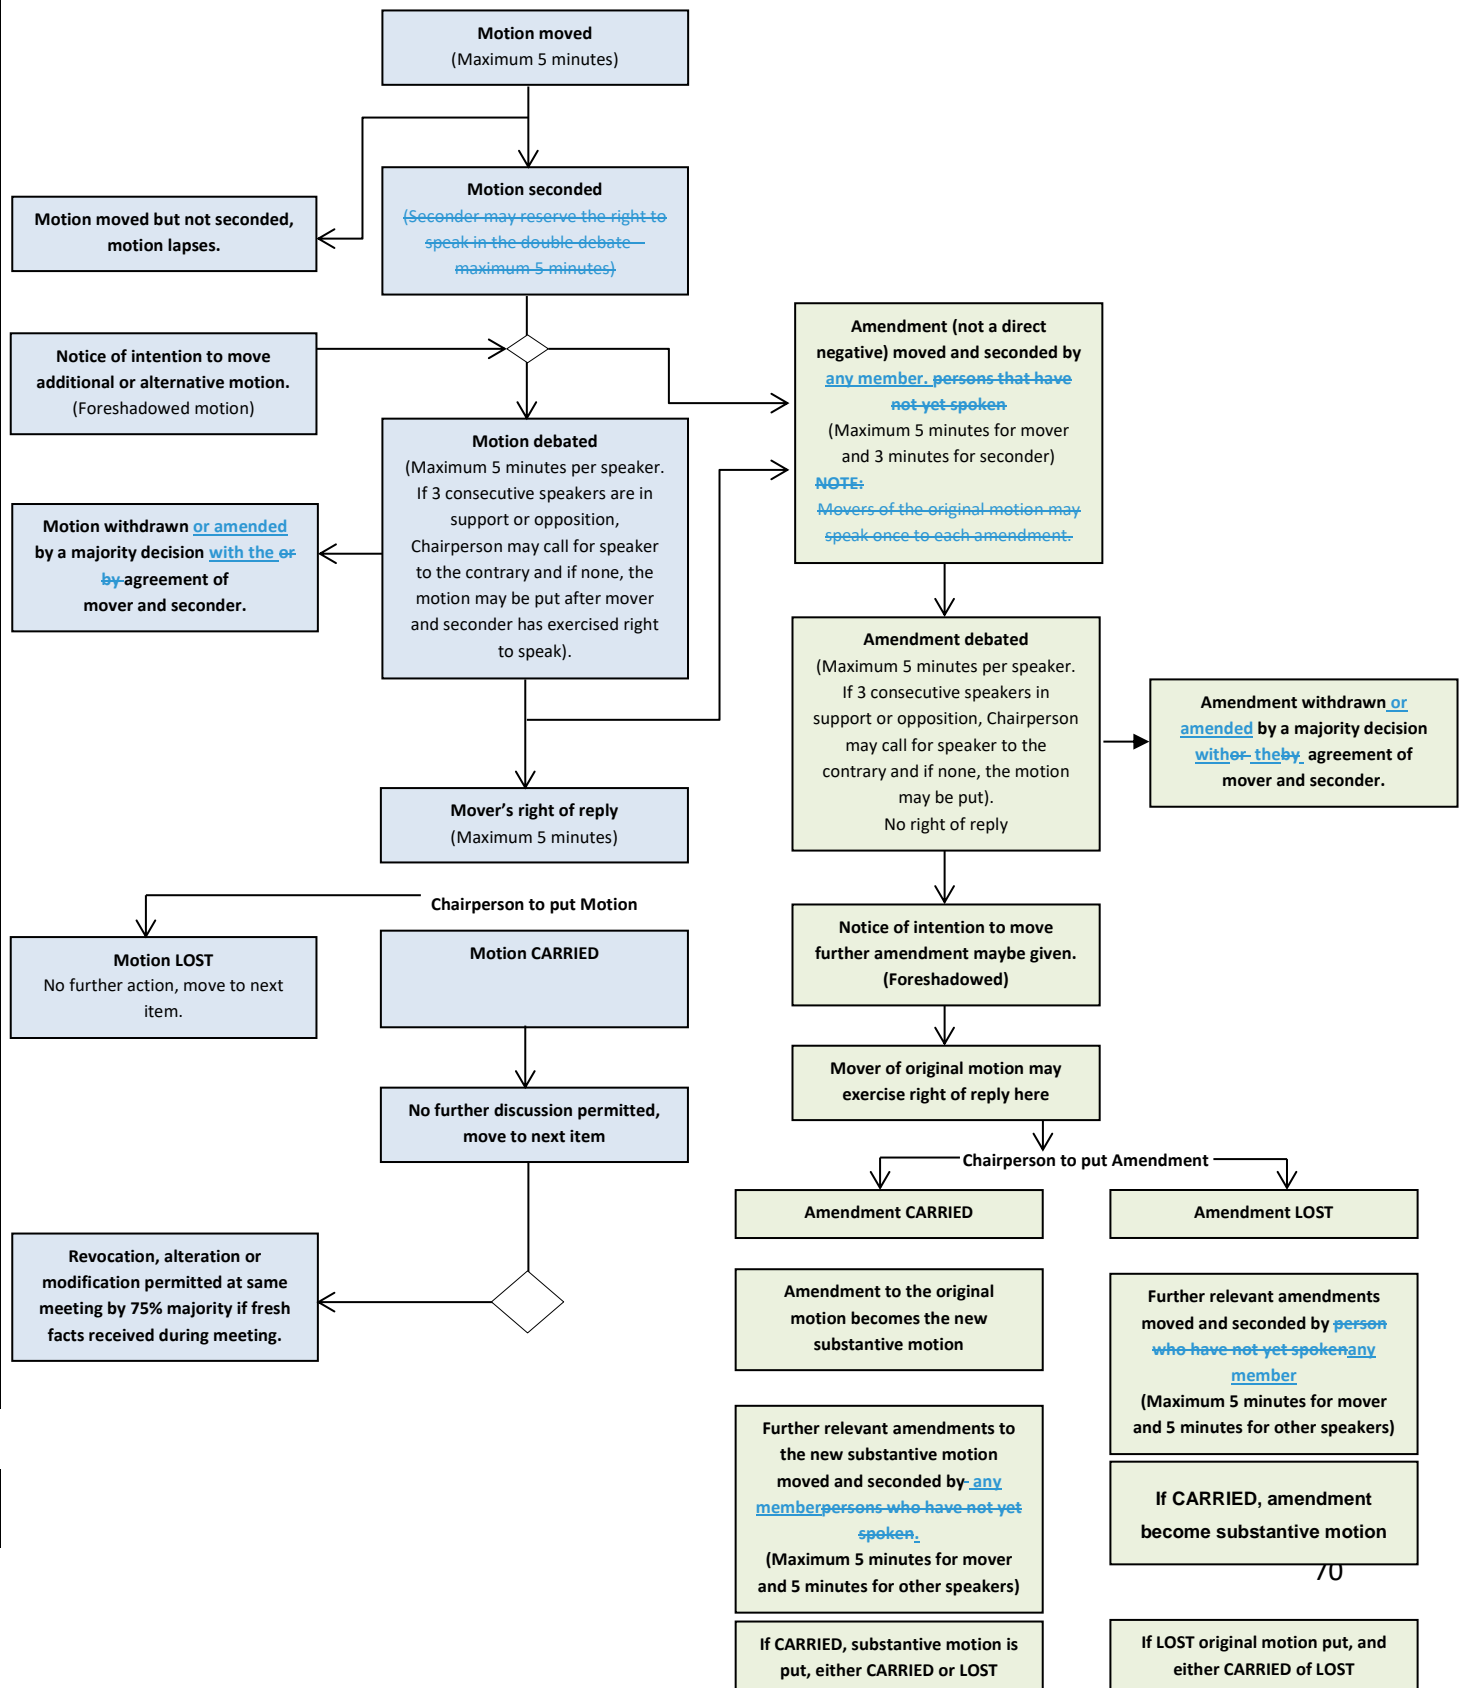 Motion moved
(Maximum 5 minutes)
Motion seconded
(Seconder may reserve the right to
speak in the double debate –
maximum 5 minutes)
Motion moved but not seconded,
motion lapses.
Notice of intention to move
additional or alternative motion.
(Foreshadowed motion)
Motion debated
(Maximum 5 minutes per speaker.
If 3 consecutive speakers are in
support or opposition,
Chairperson may call for speaker
to the contrary and if none, the
motion may be put after mover
and seconder has exercised right
to speak).
Motion withdrawn or amended
by a majority decision with the or
by agreement of
mover and seconder.
Mover’s right of reply
(Maximum 5 minutes)
Chairperson to put Motion
Motion LOST
No further action, move to next
item.
Motion CARRIED
No further discussion permitted,
move to next item
Revocation, alteration or
modification permitted at same
meeting by 75% majority if fresh
facts received during meeting.
Amendment (not a direct
negative) moved and seconded by
any member. persons that have
not yet spoken
(Maximum 5 minutes for mover
and 3 minutes for seconder)
NOTE:
Movers of the original motion may
speak once to each amendment.
Amendment debated
(Maximum 5 minutes per speaker.
If 3 consecutive speakers in
support or opposition, Chairperson
may call for speaker to the
contrary and if none, the motion
may be put).
No right of reply
Amendment withdrawn or
amended by a majority decision
withor theby agreement of
mover and seconder.
Notice of intention to move
further amendment maybe given.
(Foreshadowed)
Mover of original motion may
exercise right of reply here
Chairperson to put Amendment
Amendment CARRIED
Amendment to the original
motion becomes the new
substantive motion
Further relevant amendments to
the new substantive motion
moved and seconded by any
memberpersons who have not yet
spoken.
(Maximum 5 minutes for mover
and 5 minutes for other speakers)
If CARRIED, substantive motion is
put, either CARRIED or LOST
Amendment LOST
Further relevant amendments
moved and seconded by person
who have not yet spokenany
member
(Maximum 5 minutes for mover
and 5 minutes for other speakers)
If CARRIED, amendment
become substantive motion
70
If LOST original motion put, and
either CARRIED of LOST